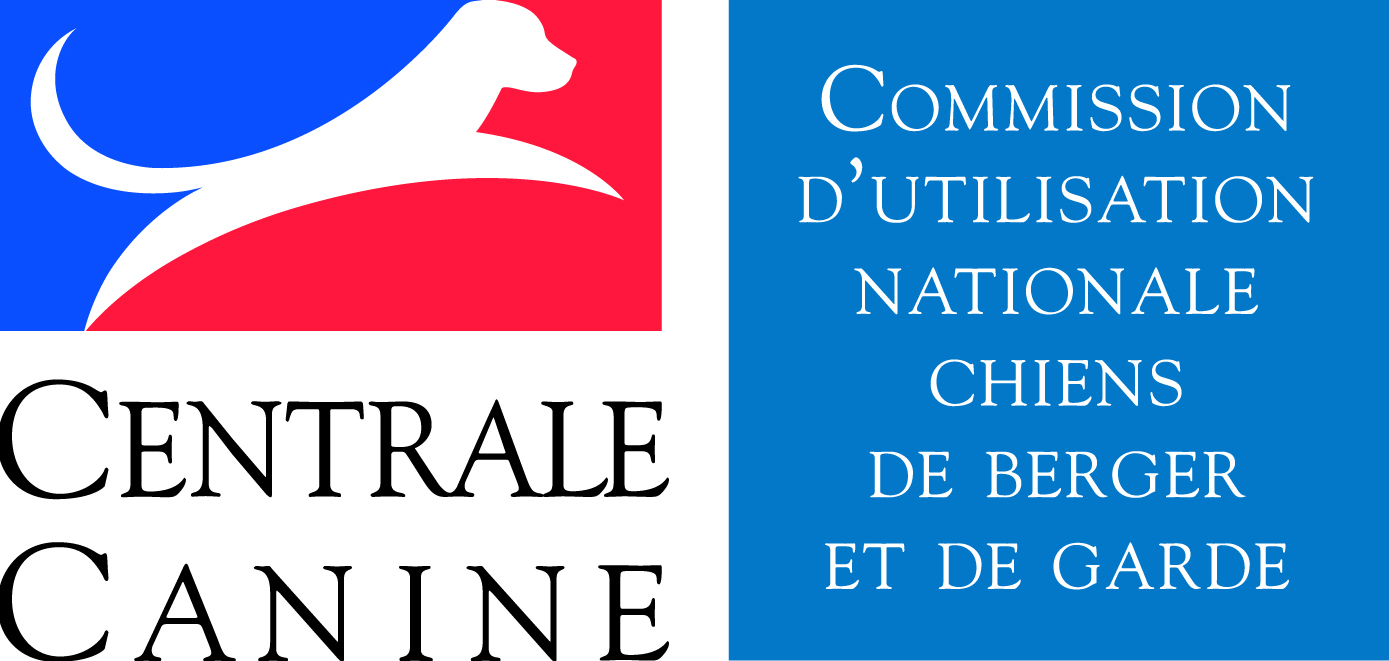 CENTRALE
CANINE
COMMISSION
D'UTILISATION
NATIONALE
CHIENS
DE BERGER
ET DE GARDE